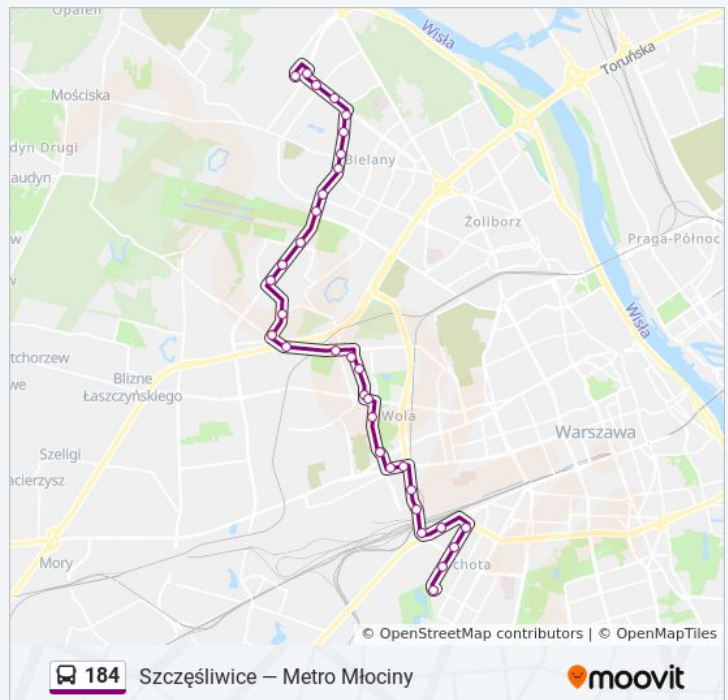 Opaleń
Wisła
Toruńska
Mościska
dyn Drugi
audyn
Bielany
Żoliborz
Praga-Północ
Wisła
tchorzew
we
Blizne
Łaszczyńskiego
Wola
Warszawa
Szeligi
acierzysz
Mory
chota
© OpenStreetMap contributors | © OpenMapTiles
184 Szczęśliwice — Metro Młociny
moovit